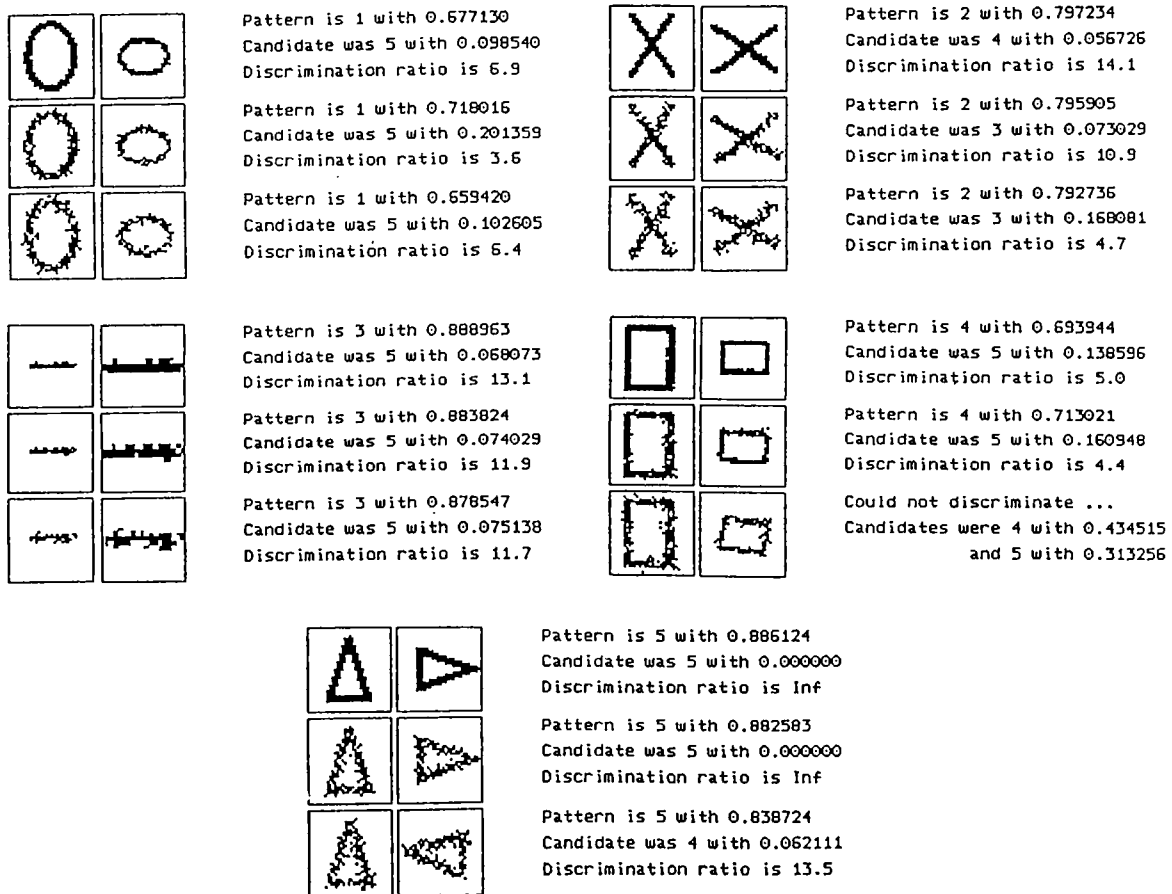 Pattern is 1 with 0.677130
Candidate was 5 with 0.098540
Discrimination ratio is 6.9
Pattern is 1 with 0.718016
Candidate was 5 with 0.201359
Discrimination ratio is 3.6
Pattern is 1 with 0.659420
Candidate was 5 with 0.102605
Discrimination ratio is 6.4
Pattern is 2 with 0.797234
Candidate was 4 with 0.056726
Discrimination ratio is 14.1
Pattern is 2 with 0.795905
Candidate was 3 with 0.073029
Discrimination ratio is 10.9
Pattern is 2 with 0.792736
Candidate was 3 with 0.168081
Discrimination ratio is 4.7
Pattern is 3 with 0.888963
Candidate was 5 with 0.068073
Discrimination ratio is 13.1
Pattern is 3 with 0.883824
Candidate was 5 with 0.074029
Discrimination ratio is 11.9
Pattern is 3 with 0.878547
Candidate was 5 with 0.075138
Discrimination ratio is 11.7
Pattern is 4 with 0.693944
Candidate was 5 with 0.138596
Discrimination ratio is 5.0
Pattern is 4 with 0.713021
Candidate was 5 with 0.160948
Discrimination ratio is 4.4
Could not discriminate ...
Candidates were 4 with 0.434515
and 5 with 0.313256
Pattern is 5 with 0.886124
Candidate was 5 with 0.000000
Discrimination ratio is Inf
Pattern is 5 with 0.882583
Candidate was 5 with 0.000000
Discrimination ratio is Inf
Pattern is 5 with 0.838724
Candidate was 4 with 0.062111
Discrimination ratio is 13.5